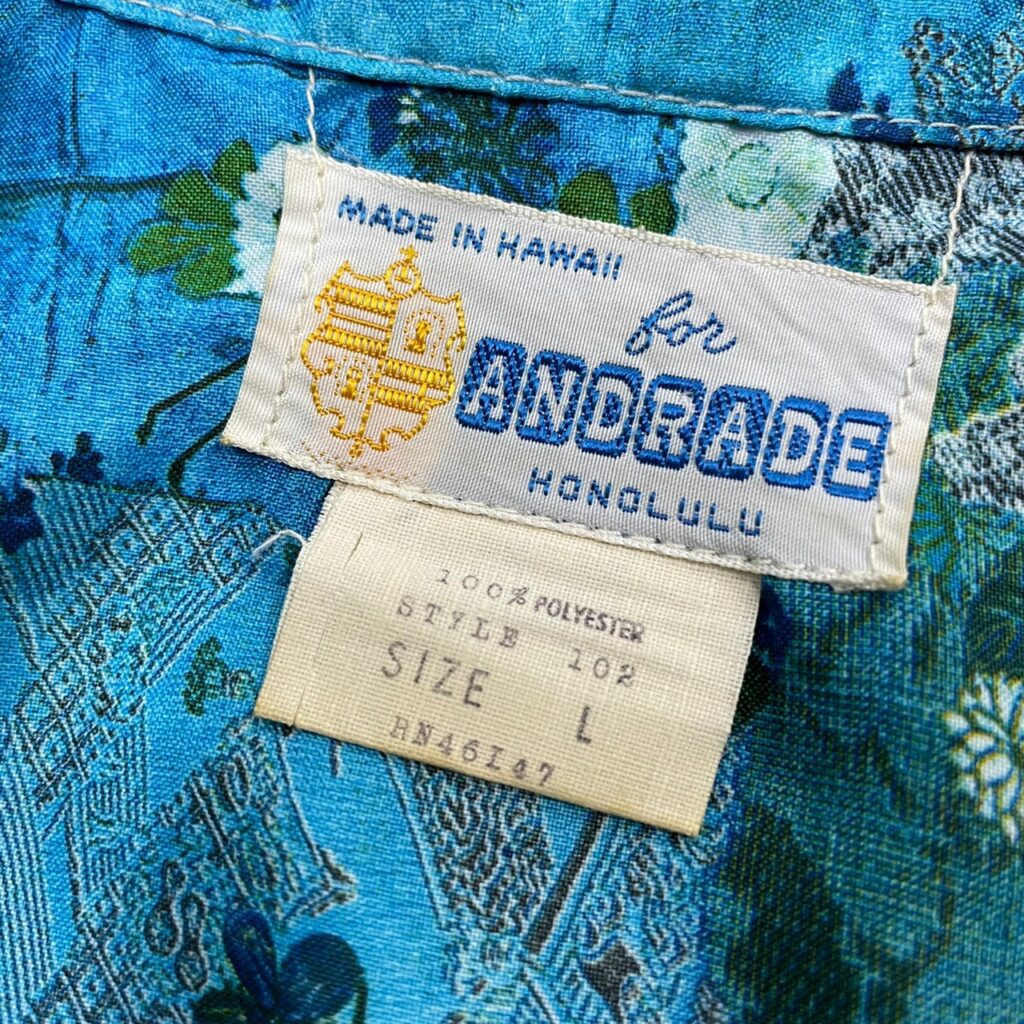 MADE IN HAWAII
for
ANDRADE
HONOLULU
100% POLYESTER
STYLE 102
SIZE L
RN46147